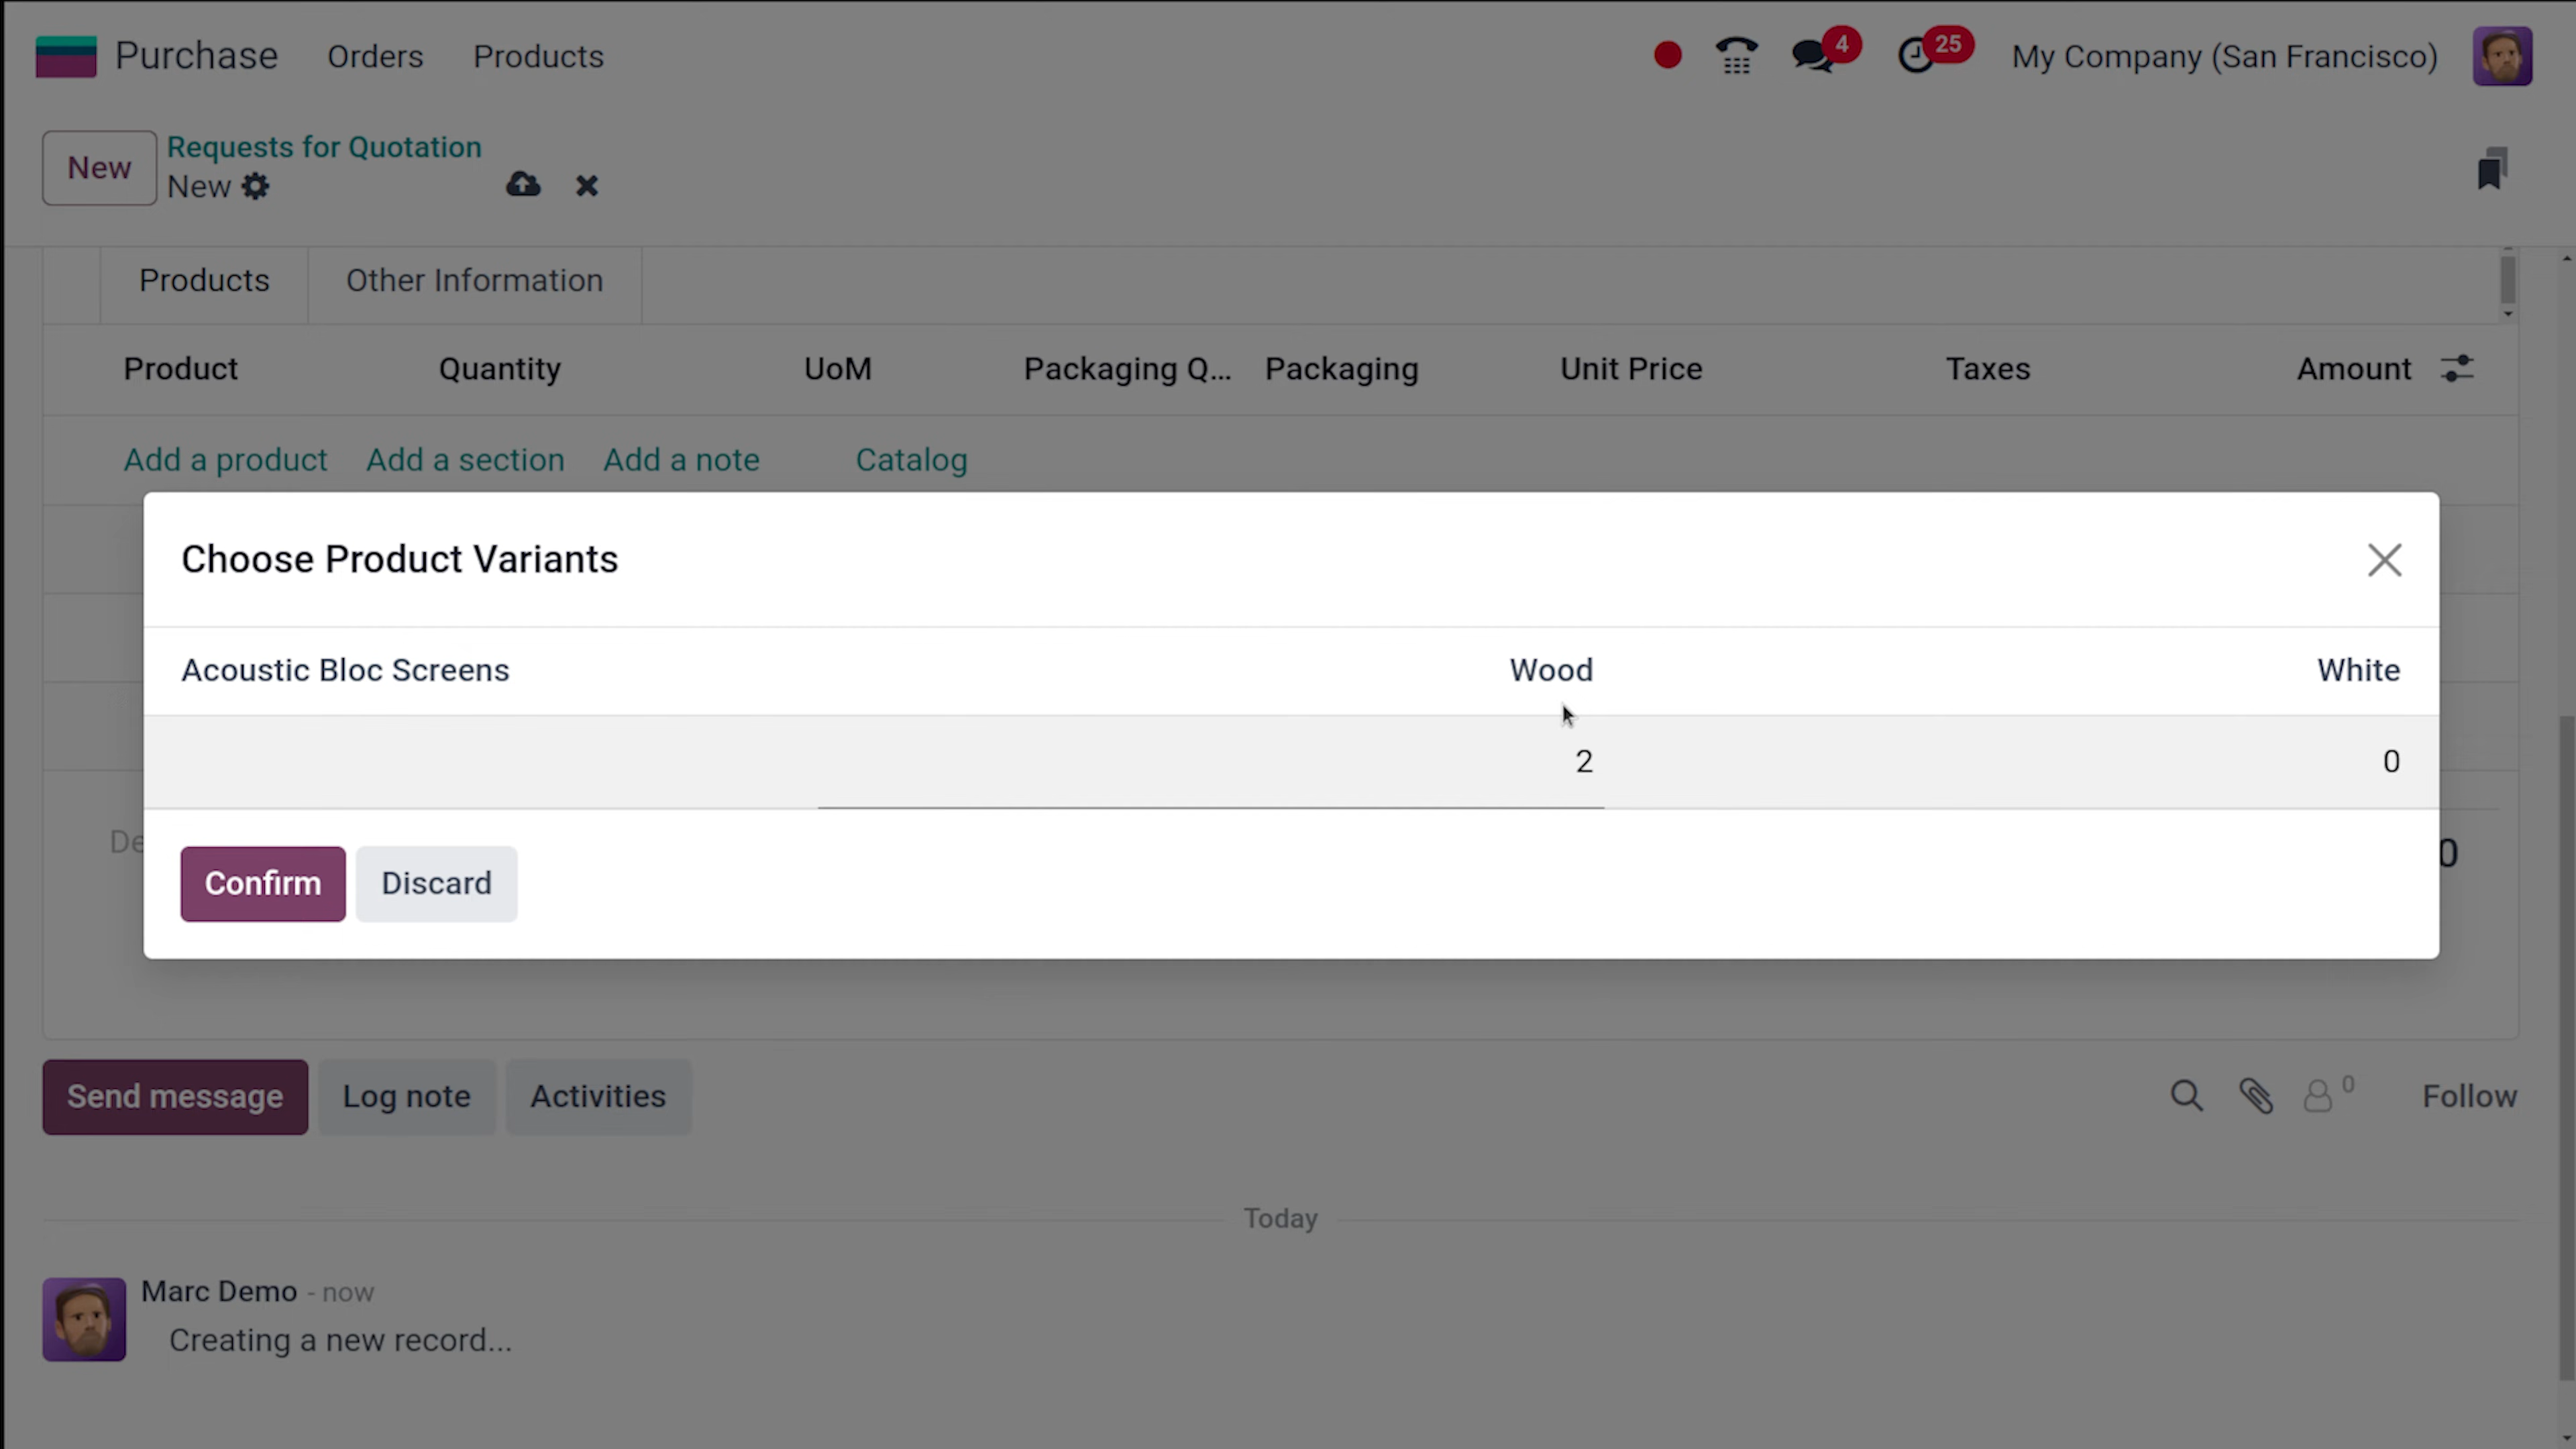 Purchase Orders Products 4 25 My Company (San Francisco)
New Requests for Quotation
New
Products Other Information
Product Quantity UoM Packaging Q... Packaging Unit Price Taxes Amount
Add a product Add a section Add a note Catalog
Choose Product Variants
Acoustic Bloc Screens Wood White
2 0
De 0
Confirm Discard
Send message Log note Activities 0 Follow
Today
Marc Demo - now
Creating a new record...